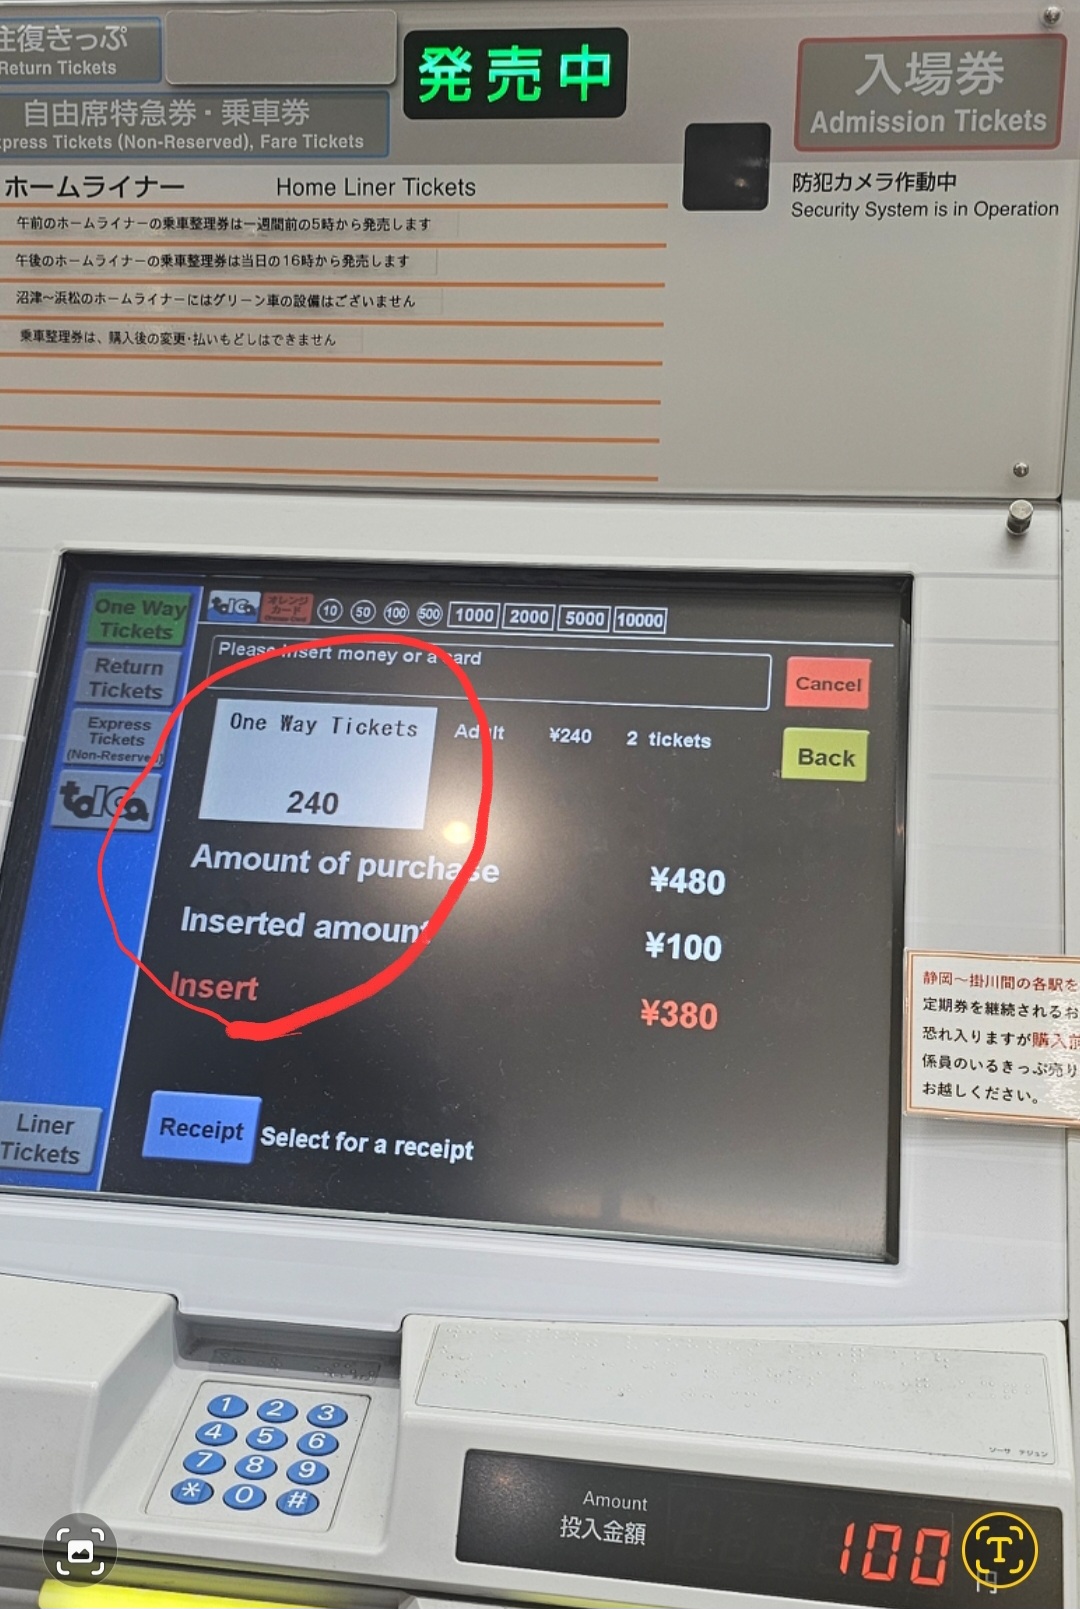 往復きっぷ
Return Tickets
自由席特急券・乗車券
xpress Tickets (Non-Reserved), Fare Tickets
発売中
入場券
Admission Tickets
ホームライナー Home Liner Tickets
午前のホームライナーの乗車整理券は一週間前の5時から発売します
午後のホームライナーの乗車整理券は当日の16時から発売します
沼津～浜松のホームライナーにはグリーン車の設備はございません
乗車整理券は、購入後の変更・払いもどしはできません
防犯カメラ作動中
Security System is in Operation
One Way
Tickets
Return
Tickets
Express
Tickets
(Non-Reserved)
toICa
Liner
Tickets
toICa オレンジカード 10 50 100 500 1000 2000 5000 10000
Please insert money or a card
Cancel
Back
One Way Tickets
240
Adult ¥240 2 tickets
Amount of purchase ¥480
Inserted amount ¥100
Insert ¥380
Receipt Select for a receipt
静岡～掛川間の各駅を
定期券を継続されるお
恐れ入りますが購入前
係員のいるきっぷ売り
お越しください。
1 2 3
4 5 6
7 8 9
* 0 #
Amount
投入金額
100
円
T